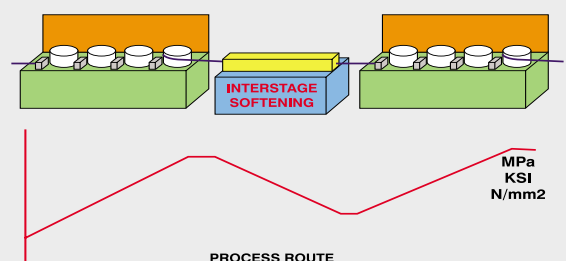 INTERSTAGE
SOFTENING
MPa
KSI
N/mm2
PROCESS ROUTE